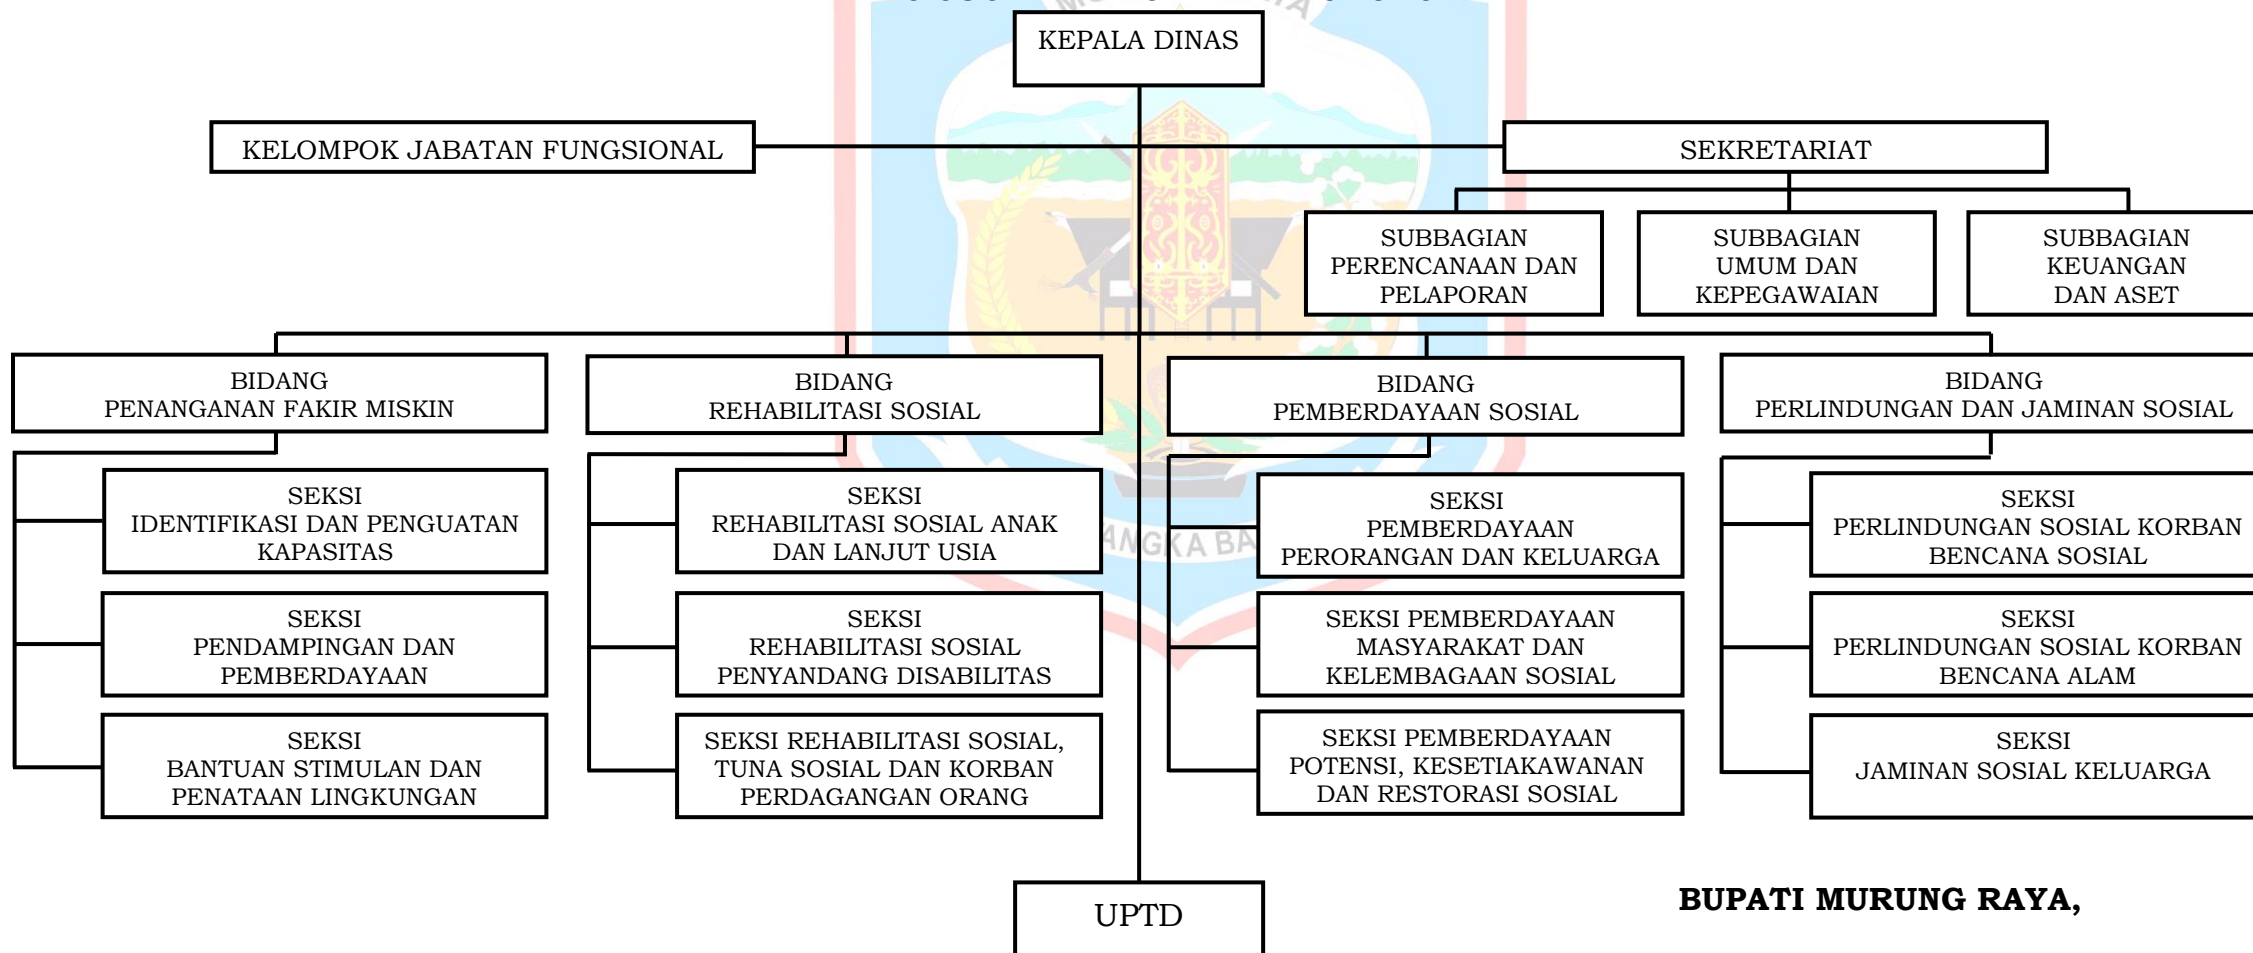 KEPALA DINAS
KELOMPOK JABATAN FUNGSIONAL
SEKRETARIAT
SUBBAGIAN
PERENCANAAN DAN
PELAPORAN
SUBBAGIAN
UMUM DAN
KEPEGAWAIAN
SUBBAGIAN
KEUANGAN
DAN ASET
BIDANG
PENANGANAN FAKIR MISKIN
BIDANG
REHABILITASI SOSIAL
BIDANG
PEMBERDAYAAN SOSIAL
BIDANG
PERLINDUNGAN DAN JAMINAN SOSIAL
SEKSI
IDENTIFIKASI DAN PENGUATAN
KAPASITAS
SEKSI
PENDAMPINGAN DAN
PEMBERDAYAAN
SEKSI
BANTUAN STIMULAN DAN
PENATAAN LINGKUNGAN
SEKSI
REHABILITASI SOSIAL ANAK
DAN LANJUT USIA
SEKSI
REHABILITASI SOSIAL
PENYANDANG DISABILITAS
SEKSI REHABILITASI SOSIAL,
TUNA SOSIAL DAN KORBAN
PERDAGANGAN ORANG
SEKSI
PEMBERDAYAAN
PERORANGAN DAN KELUARGA
SEKSI PEMBERDAYAAN
MASYARAKAT DAN
KELEMBAGAAN SOSIAL
SEKSI PEMBERDAYAAN
POTENSI, KESETIAKAWANAN
DAN RESTORASI SOSIAL
SEKSI
PERLINDUNGAN SOSIAL KORBAN
BENCANA SOSIAL
SEKSI
PERLINDUNGAN SOSIAL KORBAN
BENCANA ALAM
SEKSI
JAMINAN SOSIAL KELUARGA
UPTD
BUPATI MURUNG RAYA,